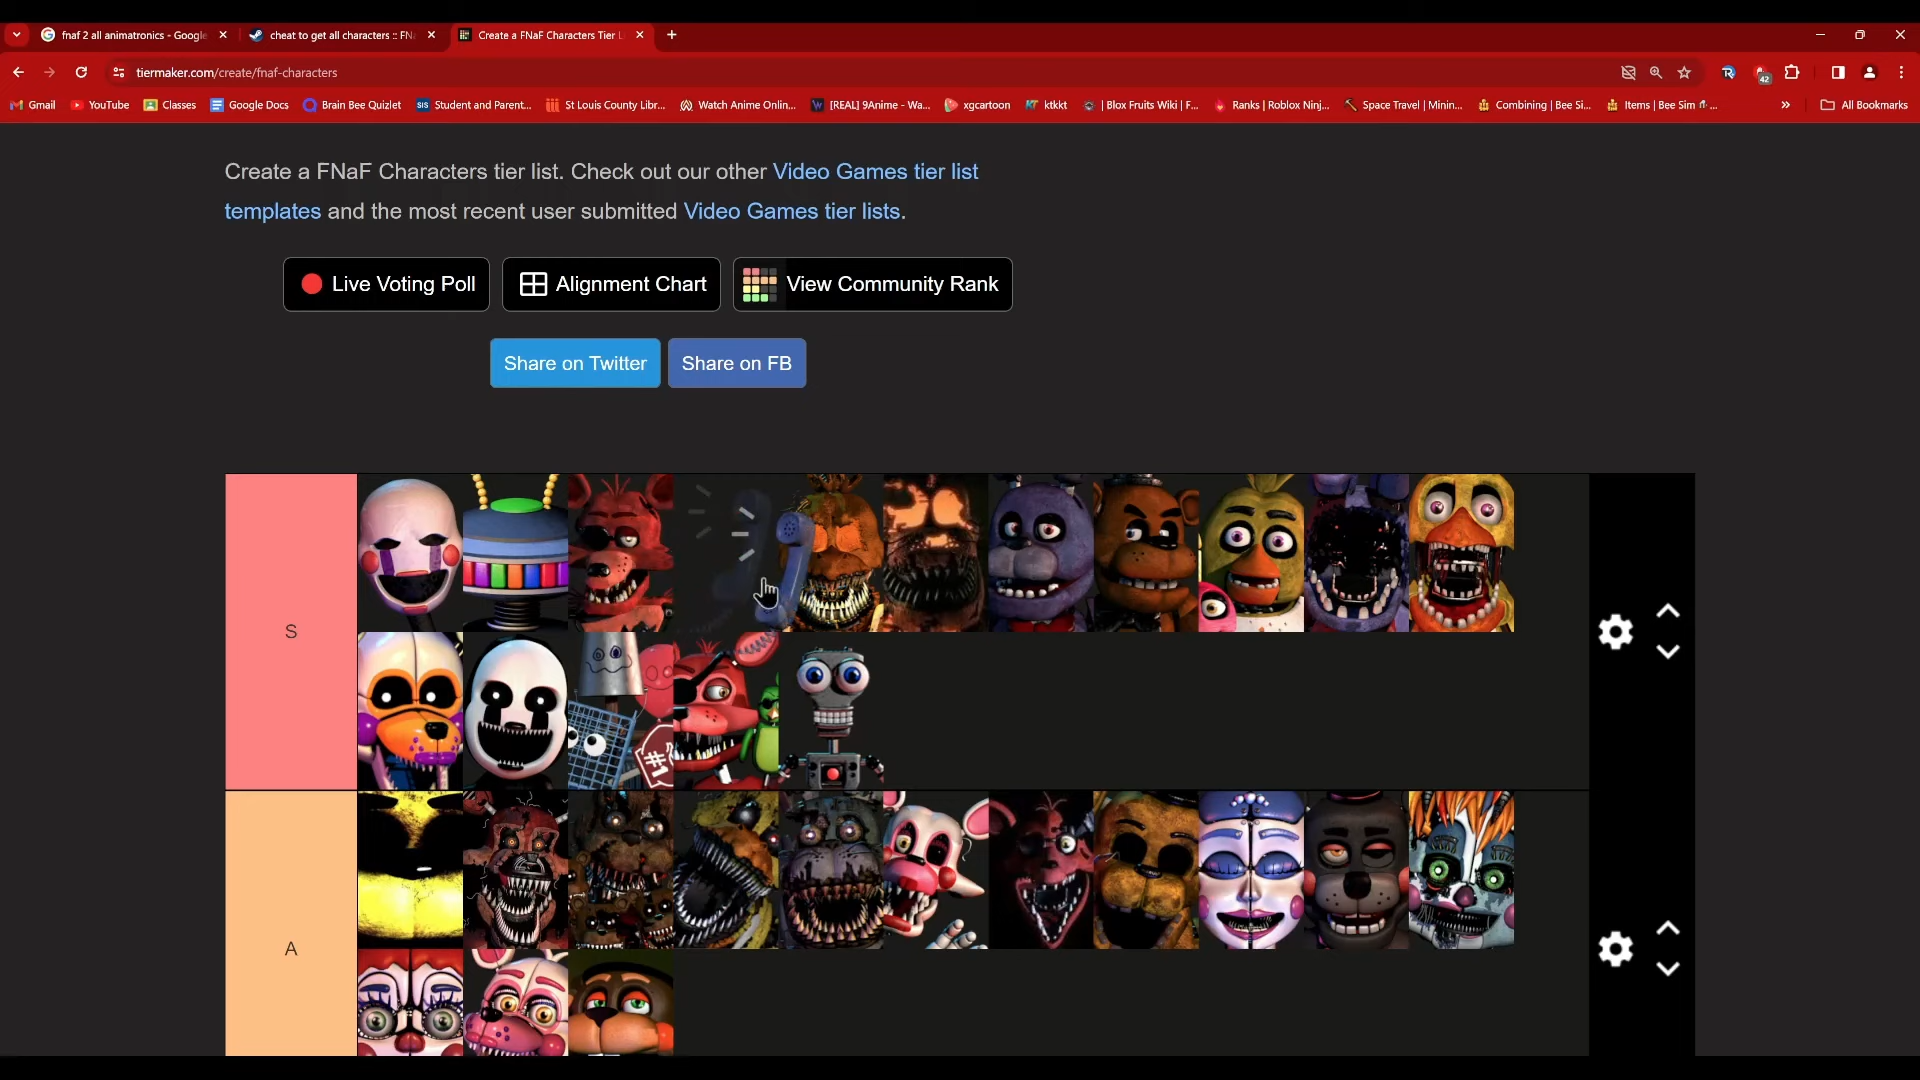 fnaf 2 all animatronics - Google
cheat to get all characters :: FN
Create a FNaF Characters Tier L
tiermaker.com/create/fnaf-characters
42
Gmail
YouTube
Classes
Google Docs
Brain Bee Quizlet
SIS
Student and Parent...
St Louis County Libr...
Watch Anime Onlin...
W
[REAL] 9Anime - Wa...
xgcartoon
KT
ktkkt
| Blox Fruits Wiki | F...
Ranks | Roblox Ninj...
Space Travel | Minin...
Combining | Bee Si...
Items | Bee Sim
All Bookmarks
Create a FNaF Characters tier list. Check out our other Video Games tier list
templates and the most recent user submitted Video Games tier lists.
Live Voting Poll
Alignment Chart
View Community Rank
Share on Twitter
Share on FB
S
#1
A